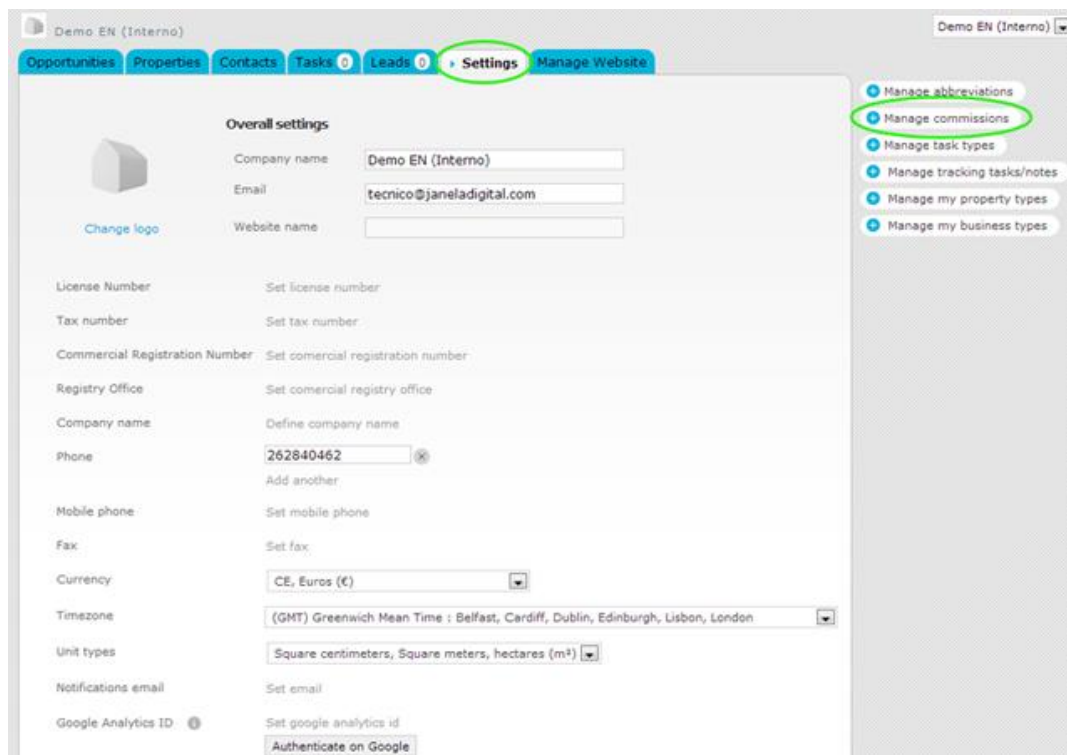 Demo EN (Interno)
Demo EN (Interno)
Opportunities Properties Contacts Tasks 0 Leads 0 Settings Manage Website
Manage abbreviations
Manage commissions
Manage task types
Manage tracking tasks/notes
Manage my property types
Manage my business types
Overall settings
Company name Demo EN (Interno)
Email tecnico@janeladigital.com
Change logo
Website name
License Number Set license number
Tax number Set tax number
Commercial Registration Number Set comercial registration number
Registry Office Set comercial registry office
Company name Define company name
Phone 262840462
Add another
Mobile phone Set mobile phone
Fax Set fax
Currency CE, Euros (€)
Timezone (GMT) Greenwich Mean Time : Belfast, Cardiff, Dublin, Edinburgh, Lisbon, London
Unit types Square centimeters, Square meters, hectares (m²)
Notifications email Set email
Google Analytics ID Set google analytics id
Authenticate on Google